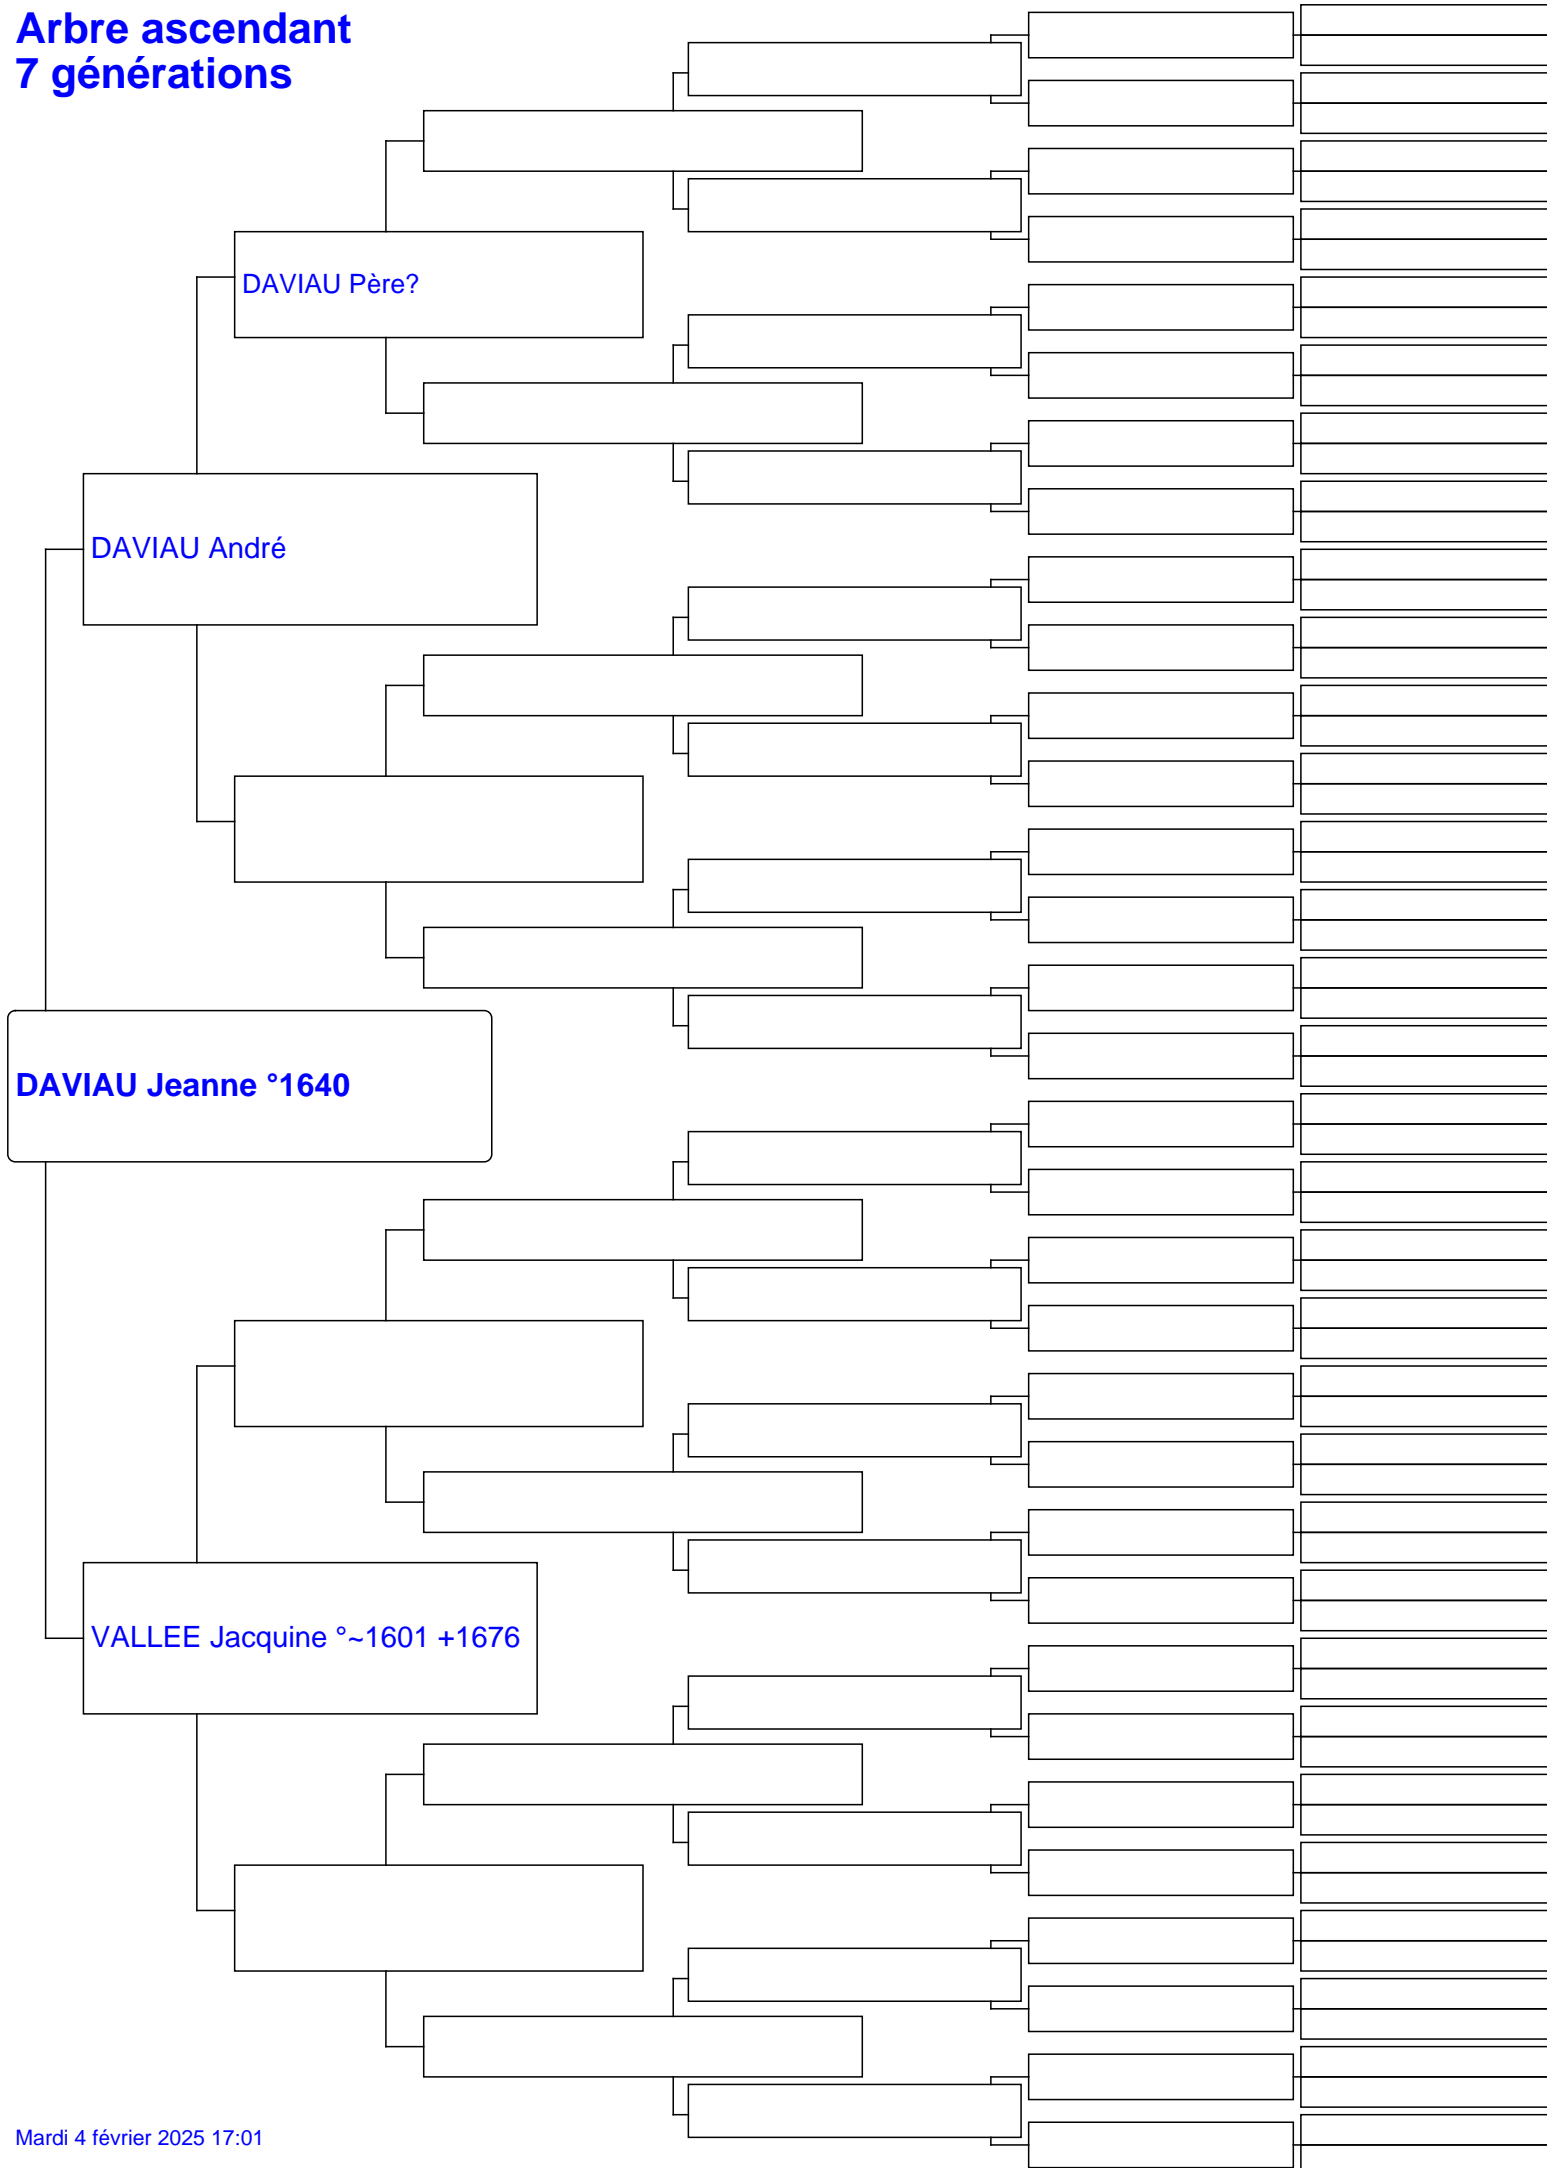 Arbre ascendant
7 générations
DAVIAU Père?
DAVIAU André
DAVIAU Jeanne °1640
VALLEE Jacquine °~1601 +1676
Mardi 4 février 2025 17:01